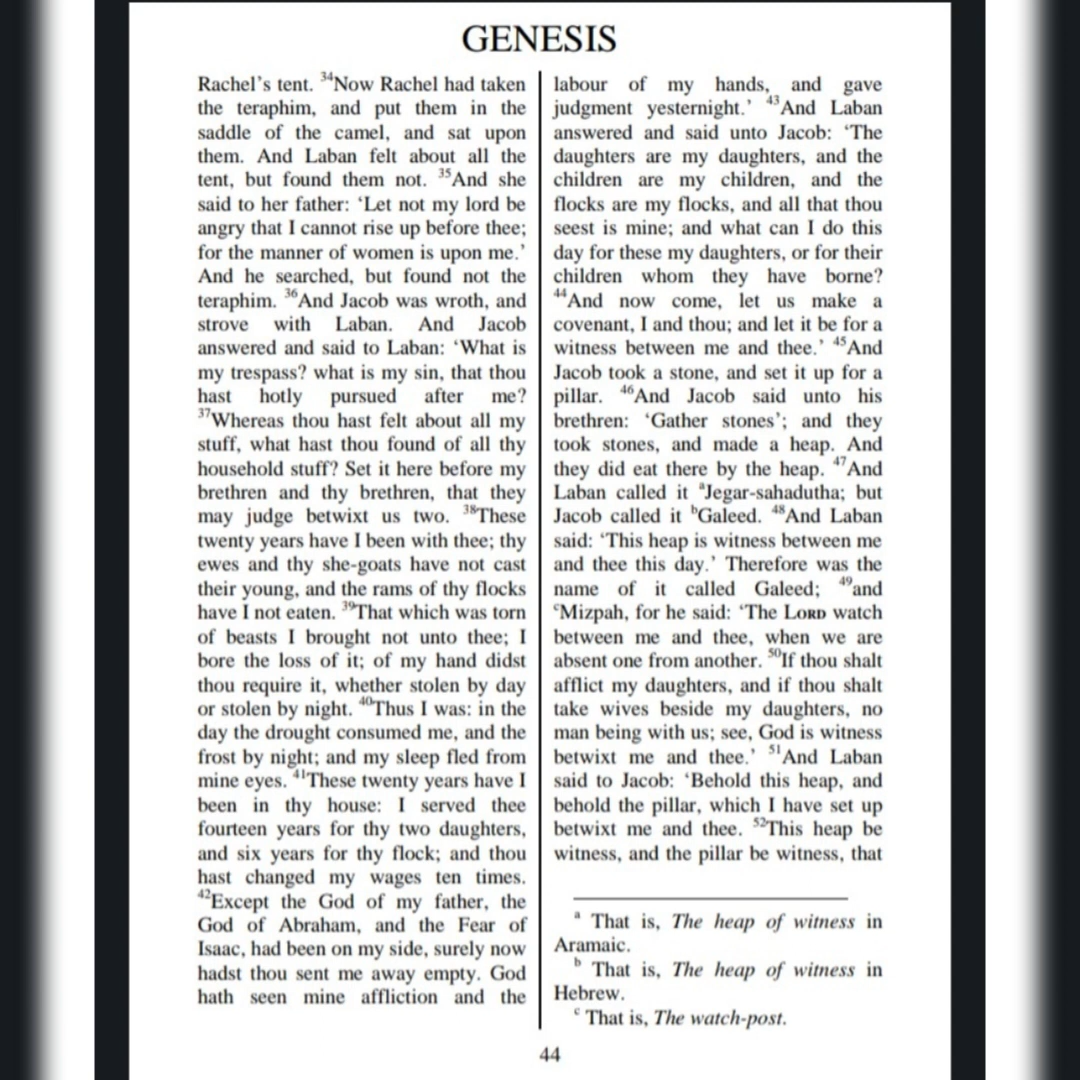 GENESIS
Rachel’s tent. ³⁴Now Rachel had taken
the teraphim, and put them in the
saddle of the camel, and sat upon
them. And Laban felt about all the
tent, but found them not. ³⁵And she
said to her father: ‘Let not my lord be
angry that I cannot rise up before thee;
for the manner of women is upon me.’
And he searched, but found not the
teraphim. ³⁶And Jacob was wroth, and
strove with Laban. And Jacob
answered and said to Laban: ‘What is
my trespass? what is my sin, that thou
hast hotly pursued after me?
³⁷Whereas thou hast felt about all my
stuff, what hast thou found of all thy
household stuff? Set it here before my
brethren and thy brethren, that they
may judge betwixt us two. ³⁸These
twenty years have I been with thee; thy
ewes and thy she-goats have not cast
their young, and the rams of thy flocks
have I not eaten. ³⁹That which was torn
of beasts I brought not unto thee; I
bore the loss of it; of my hand didst
thou require it, whether stolen by day
or stolen by night. ⁴⁰Thus I was: in the
day the drought consumed me, and the
frost by night; and my sleep fled from
mine eyes. ⁴¹These twenty years have I
been in thy house: I served thee
fourteen years for thy two daughters,
and six years for thy flock; and thou
hast changed my wages ten times.
⁴²Except the God of my father, the
God of Abraham, and the Fear of
Isaac, had been on my side, surely now
hadst thou sent me away empty. God
hath seen mine affliction and the
labour of my hands, and gave
judgment yesternight.’ ⁴³And Laban
answered and said unto Jacob: ‘The
daughters are my daughters, and the
children are my children, and the
flocks are my flocks, and all that thou
seest is mine; and what can I do this
day for these my daughters, or for their
children whom they have borne?
⁴⁴And now come, let us make a
covenant, I and thou; and let it be for a
witness between me and thee.’ ⁴⁵And
Jacob took a stone, and set it up for a
pillar. ⁴⁶And Jacob said unto his
brethren: ‘Gather stones’; and they
took stones, and made a heap. And
they did eat there by the heap. ⁴⁷And
Laban called it ᵃJegar-sahadutha; but
Jacob called it ᵇGaleed. ⁴⁸And Laban
said: ‘This heap is witness between me
and thee this day.’ Therefore was the
name of it called Galeed; ⁴⁹and
ᶜMizpah, for he said: ‘The LORD watch
between me and thee, when we are
absent one from another. ⁵⁰If thou shalt
afflict my daughters, and if thou shalt
take wives beside my daughters, no
man being with us; see, God is witness
betwixt me and thee.’ ⁵¹And Laban
said to Jacob: ‘Behold this heap, and
behold the pillar, which I have set up
betwixt me and thee. ⁵²This heap be
witness, and the pillar be witness, that
ᵃ That is, The heap of witness in
Aramaic.
ᵇ That is, The heap of witness in
Hebrew.
ᶜ That is, The watch-post.
44